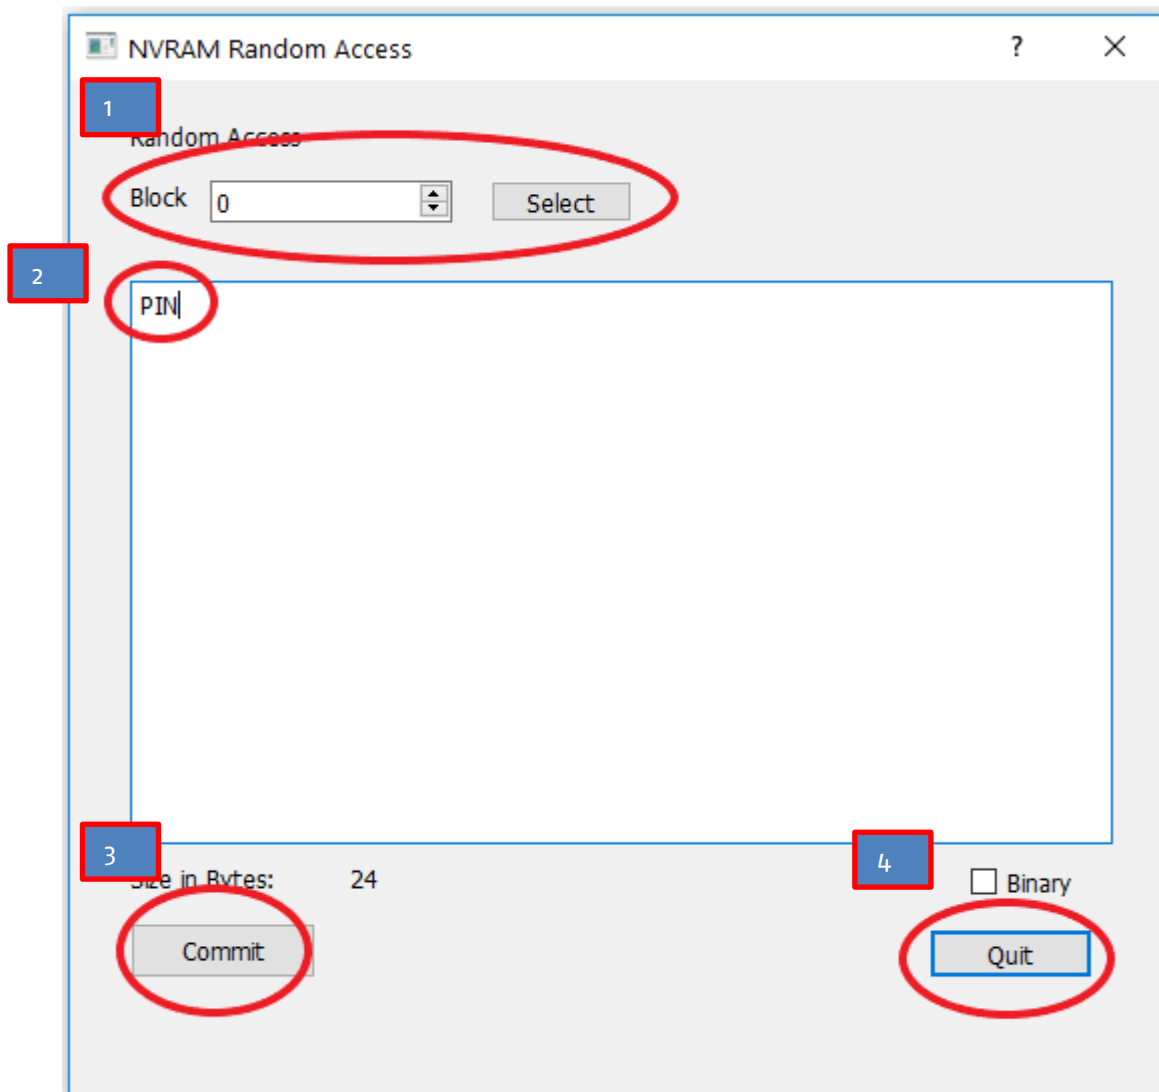 NVRAM Random Access ? ×
1
Random Access
Block 0 Select
2
PIN
3
4
Size in Bytes: 24
Binary
Commit
Quit